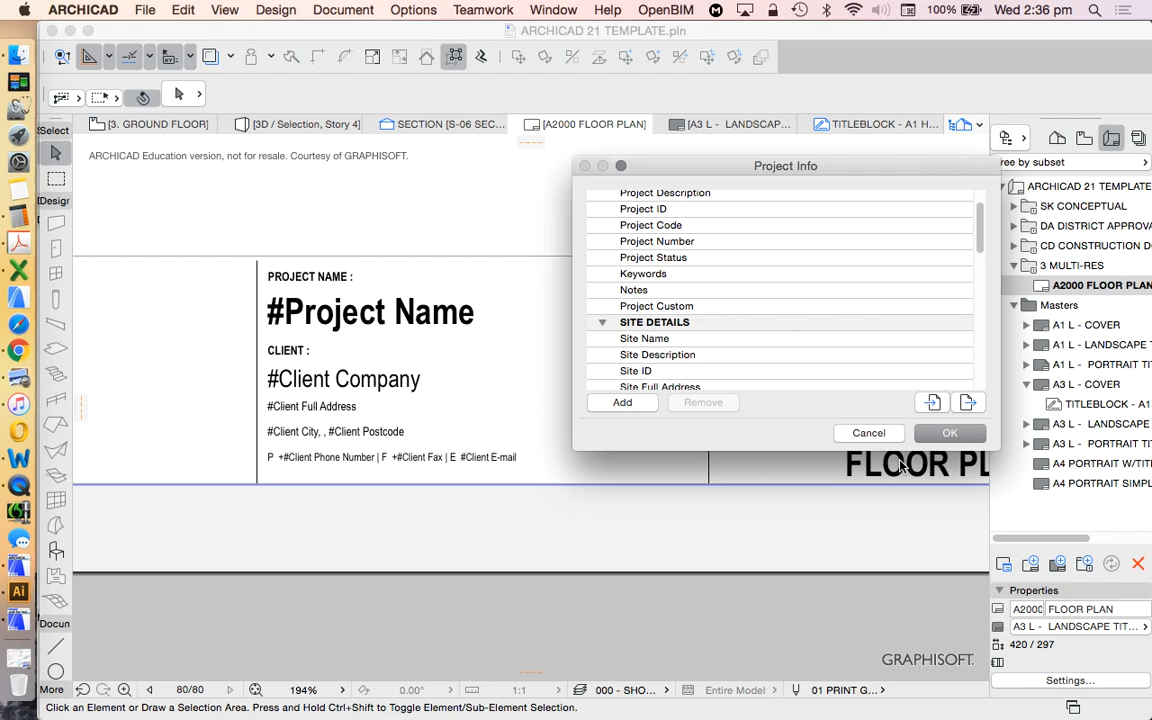 ARCHICAD File Edit View Design Document Options Teamwork Window Help OpenBIM 100% Wed 2:36 pm
ARCHICAD 21 TEMPLATE.pln
[3. GROUND FLOOR] [3D / Selection, Story 4] SECTION [S-06 SEC... [A2000 FLOOR PLAN] [A3 L - LANDSCAP... TITLEBLOCK - A1 H...
Select
Design
Docun
More
ARCHICAD Education version, not for resale. Courtesy of GRAPHISOFT.
PROJECT NAME :
#Project Name
CLIENT :
#Client Company
#Client Full Address
#Client City, , #Client Postcode
P +#Client Phone Number | F +#Client Fax | E #Client E-mail
FLOOR PL
GRAPHISOFT.
Project Info
Project Description
Project ID
Project Code
Project Number
Project Status
Keywords
Notes
Project Custom
SITE DETAILS
Site Name
Site Description
Site ID
Site Full Address
Add Remove
Cancel OK
ree by subset
ARCHICAD 21 TEMPLATE
SK CONCEPTUAL
DA DISTRICT APPROVA
CD CONSTRUCTION D
3 MULTI-RES
A2000 FLOOR PLAN
Masters
A1 L - COVER
A1 L - LANDSCAPE
A1 L - PORTRAIT T
A3 L - COVER
TITLEBLOCK - A1
A3 L - LANDSCAPE
A3 L - PORTRAIT T
A4 PORTRAIT W/TIT
A4 PORTRAIT SIMPL
Properties
A2000 FLOOR PLAN
A3 L - LANDSCAPE TIT...
420 / 297
Settings...
80/80 194% 0.00° 1:1 000 - SHO... Entire Model 01 PRINT G...
Click an Element or Draw a Selection Area. Press and Hold Ctrl+Shift to Toggle Element/Sub-Element Selection.